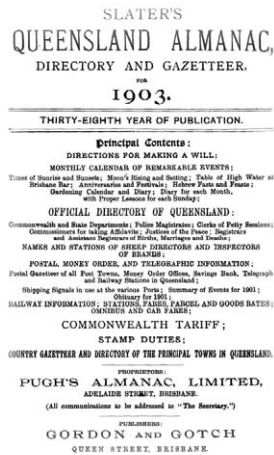 SLATER'S
QUEENSLAND ALMANAC,
DIRECTORY AND GAZETTEER,
FOR
1903.
THIRTY-EIGHTH YEAR OF PUBLICATION.
Principal Contents:
DIRECTIONS FOR MAKING A WILL;
MONTHLY CALENDAR OF REMARKABLE EVENTS;
Times of Sunrise and Sunsets; Moon's Rising and Setting; Table of High Water at
Brisbane Bar; Anniversaries and Festivals; Hebrew Fasts and Feasts;
Gardening Calendar and Diary; Diary for each Month,
with Proper Lessons for each Sunday;
OFFICIAL DIRECTORY OF QUEENSLAND:
Commonwealth and State Departments; Police Magistrates; Clerks of Petty Sessions;
Commissioners for taking Affidavits; Justices of the Peace; Registrars
and Assistant Registrars of Births, Marriages and Deaths;
NAMES AND STATIONS OF SHEEP DIRECTORS AND INSPECTORS
OF BRANDS;
POSTAL, MONEY ORDER, AND TELEGRAPHIC INFORMATION;
Postal Gazetteer of all Post Towns, Money Order Offices, Savings Bank, Telegraph
and Railway Stations in Queensland;
Shipping Signals in use at the various Ports; Summary of Events for 1901;
Obituary for 1901;
RAILWAY INFORMATION; STATIONS, FARES, PARCEL AND GOODS RATES;
OMNIBUS AND CAB FARES;
COMMONWEALTH TARIFF;
STAMP DUTIES;
COUNTRY GAZETTEER AND DIRECTORY OF THE PRINCIPAL TOWNS IN QUEENSLAND.
PROPRIETORS:
PUGH'S ALMANAC, LIMITED,
ADELAIDE STREET, BRISBANE.
(All communications to be addressed to "The Secretary.")
PUBLISHERS:
GORDON AND GOTCH
QUEEN STREET, BRISBANE.